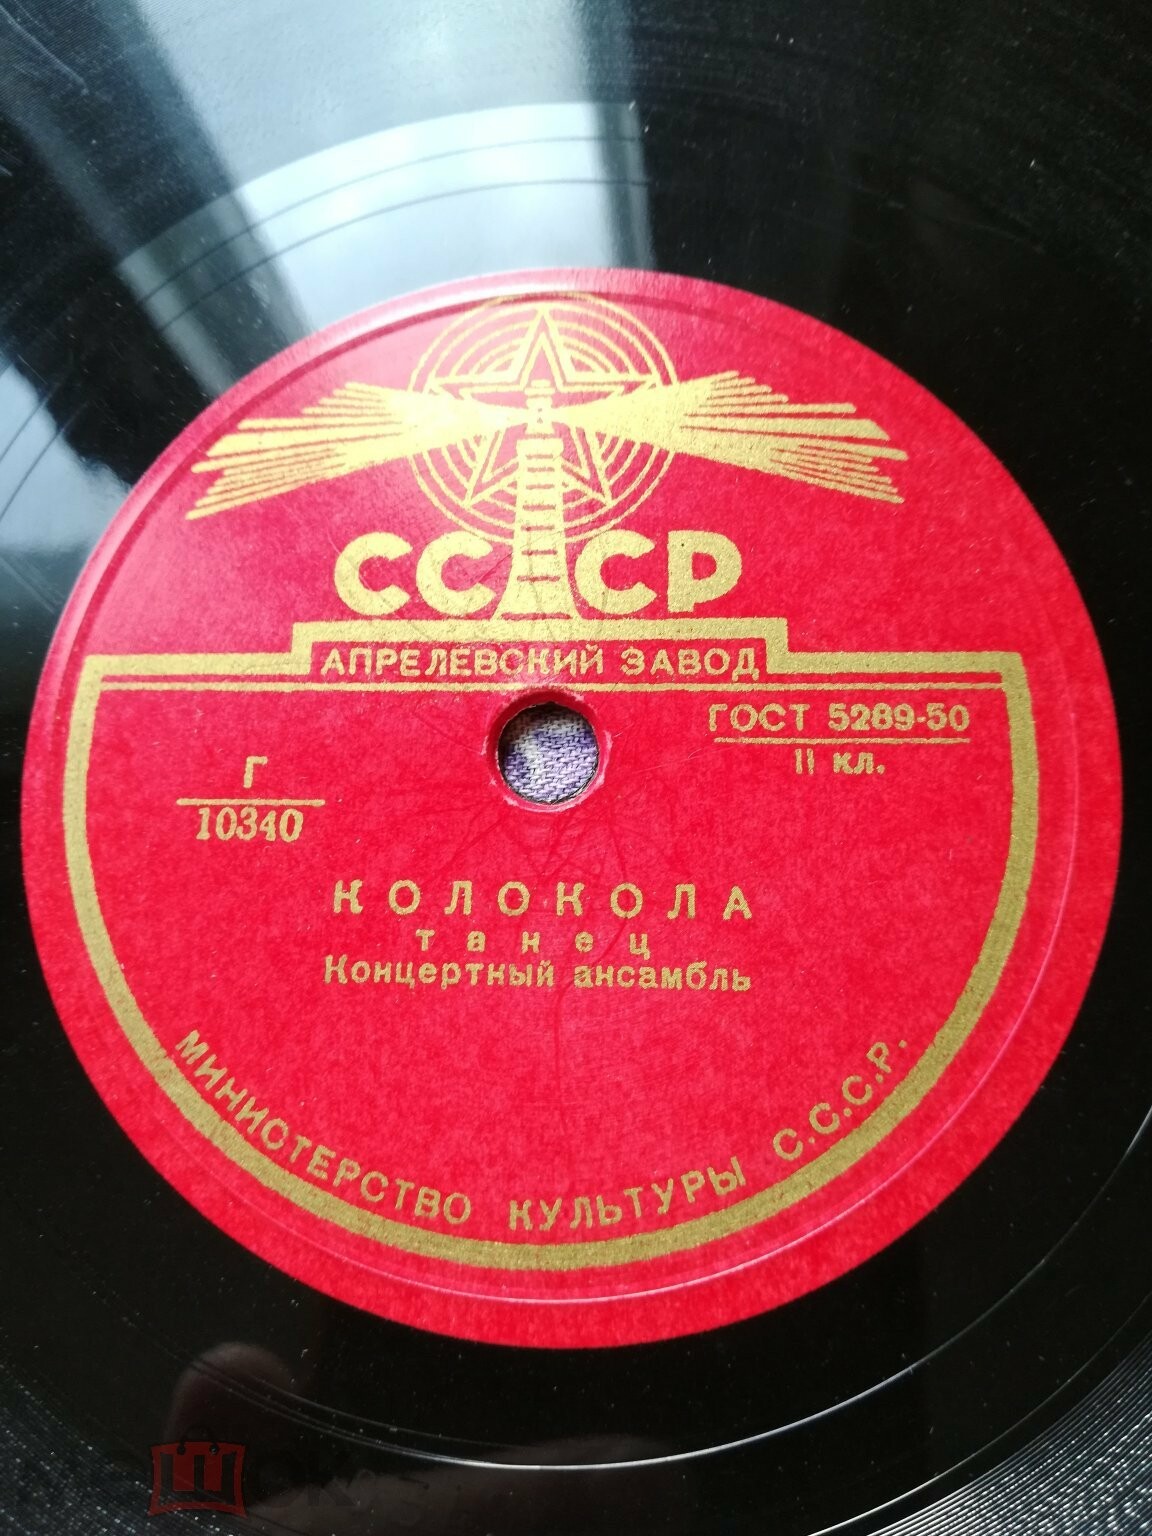 СССР
АПРЕЛЕВСКИЙ ЗАВОД
ГОСТ 5289-50
II кл.
Г
10340
КОЛОКОЛА
танец
Концертный ансамбль
МИНИСТЕРСТВО КУЛЬТУРЫ С.С.С.Р.